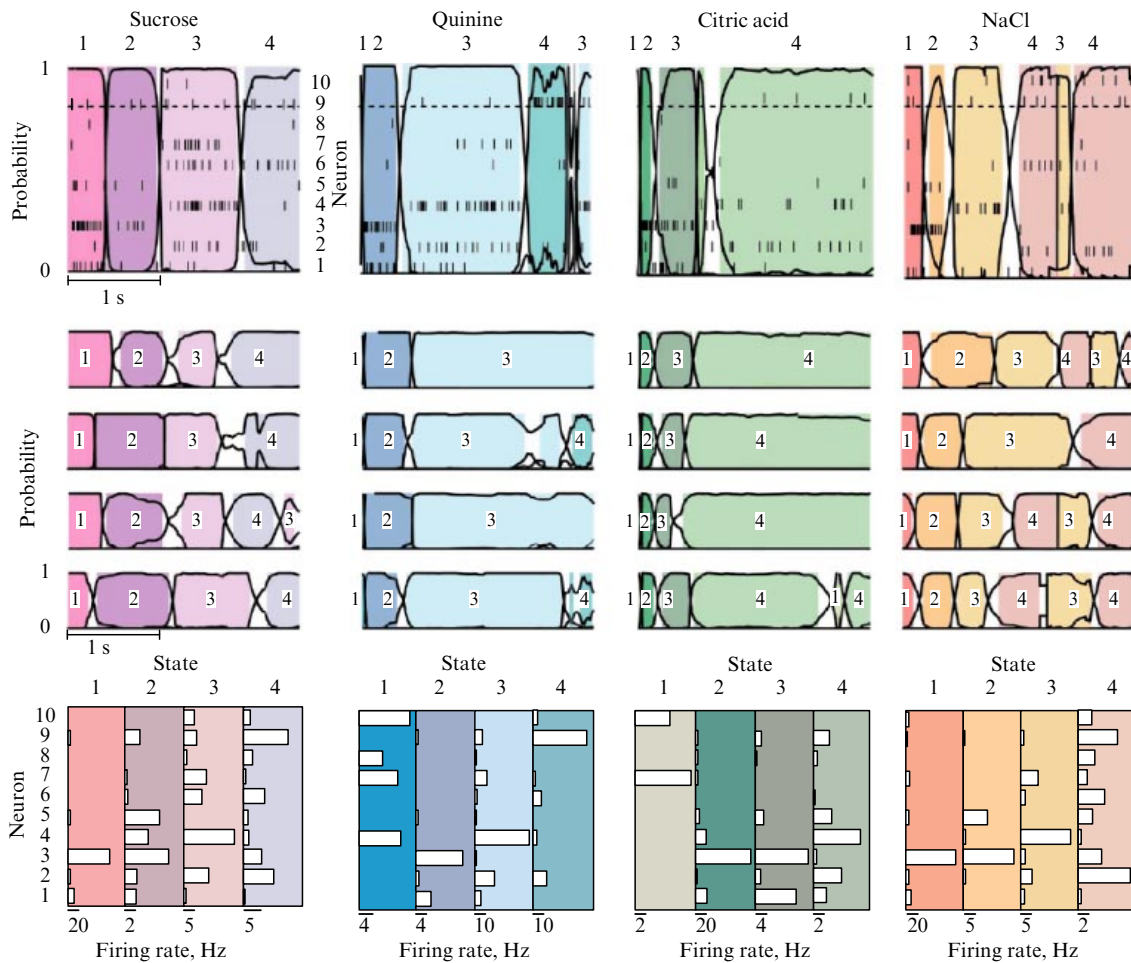 Sucrose Quinine Citric acid NaCl
1 2 3 4 1 2 3 4 3 1 2 3 4 1 2 3 4 3 4
Probability
1
0
Neuron
10
9
8
7
6
5
4
3
2
1
1 s
Probability
1 2 3 4 1 2 3 1 2 3 4 1 2 3 4 3 4
1 2 3 4 1 2 3 4 1 2 3 4 1 2 3 4
1 2 3 4 3 1 2 3 1 2 3 4 1 2 3 4 3 4
1
0
1 2 3 4 1 2 3 4 1 2 3 4 1 4 1 2 3 4 3 4
1 s
State State State State
1 2 3 4 1 2 3 4 1 2 3 4 1 2 3 4
Neuron
10
9
8
7
6
5
4
3
2
1
20 2 5 5 4 4 10 10 2 20 4 2 20 5 5 2
Firing rate, Hz Firing rate, Hz Firing rate, Hz Firing rate, Hz